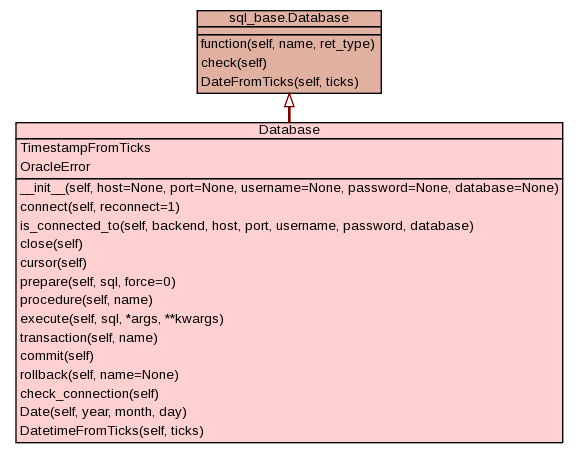 sql_base.Database
function(self, name, ret_type)
check(self)
DateFromTicks(self, ticks)
Database
TimestampFromTicks
OracleError
__init__(self, host=None, port=None, username=None, password=None, database=None)
connect(self, reconnect=1)
is_connected_to(self, backend, host, port, username, password, database)
close(self)
cursor(self)
prepare(self, sql, force=0)
procedure(self, name)
execute(self, sql, *args, **kwargs)
transaction(self, name)
commit(self)
rollback(self, name=None)
check_connection(self)
Date(self, year, month, day)
DatetimeFromTicks(self, ticks)